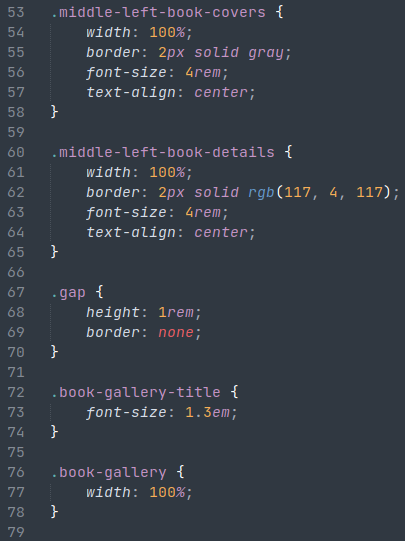 53 .middle-left-book-covers {
54 width: 100%;
55 border: 2px solid gray;
56 font-size: 4rem;
57 text-align: center;
58 }
59
60 .middle-left-book-details {
61 width: 100%;
62 border: 2px solid rgb(117, 4, 117);
63 font-size: 4rem;
64 text-align: center;
65 }
66
67 .gap {
68 height: 1rem;
69 border: none;
70 }
71
72 .book-gallery-title {
73 font-size: 1.3em;
74 }
75
76 .book-gallery {
77 width: 100%;
78 }
79